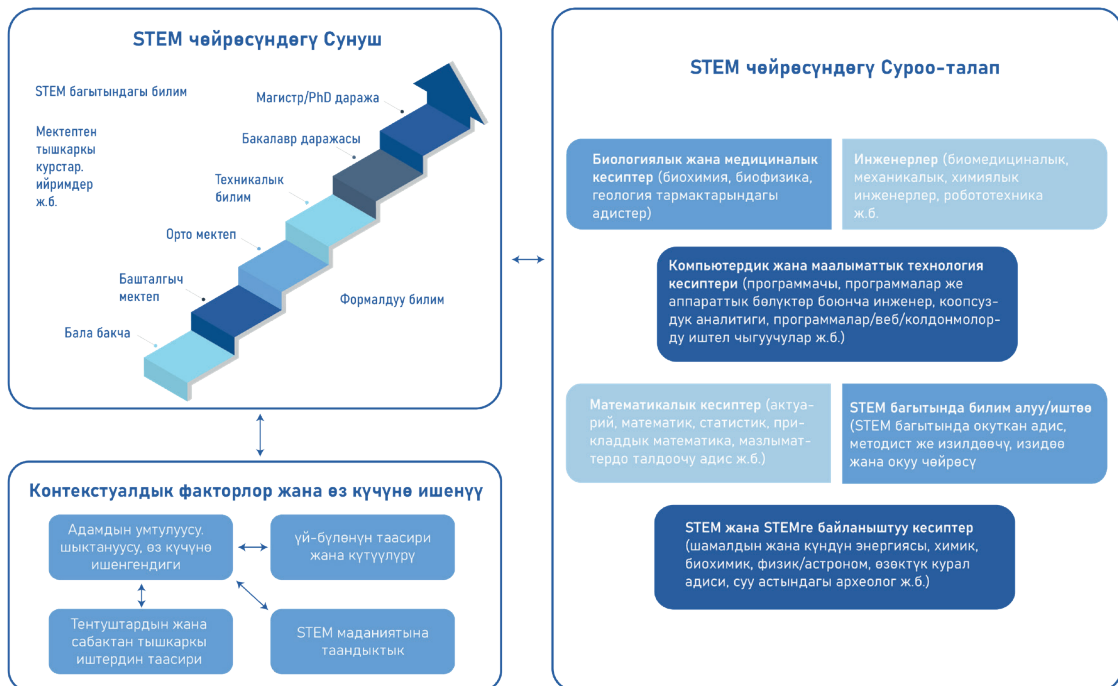 STEM чөйрөсүндөгү Сунуш
STEM багытындагы билим
Мектептен
тышкаркы
курстар.
ийримдер
ж.б.
Магистр/PhD даража
Бакалавр даражасы
Техникалык
билим
Орто мектеп
Башталгыч
мектеп
Бала бакча
Формалдуу билим
Контекстуалдык факторлор жана өз күчүнө ишенүү
Адамдын умтулуусу.
шыктануусу, өз күчүнө
ишенгендиги
үй-бүлөнүн таасири
жана күтүүлүрү
Тентуштардын жана
сабактан тышкаркы
иштердин таасири
STEM маданиятына
таандыктык
STEM чөйрөсүндөгү Суроо-талап
Биологиялык жана медициналык
кесиптер (биохимия, биофизика,
геология тармактарындагы
адистер)
Инженерлер (биомедициналык,
механикалык, химиялык
инженерлер, робототехника
ж.б.
Компьютердик жана маалыматтык технология
кесиптери (программачы, программалар же
аппараттык бөлүктөр боюнча инженер, коопсуз-
дук аналитиги, программалар/веб/колдонмолор-
ду иштел чыгуучулар ж.б.)
Математикалык кесиптер (актуа-
рий, математик, статистик, при-
кладдык математика, мазлымат-
тердо талдоочу адис ж.б.)
STEM багытында билим алуу/иштөө
(STEM багытында окуткан адис,
методист же изилдөөчү, изидөө
жана окуу чөйрөсү
STEM жана STEMге байланыштуу кесиптер
(шамалдын жана күндүн энергиясы, химик,
биохимик, физик/астроном, өзөктүк курал
адиси, суу астындагы археолог ж.б.)